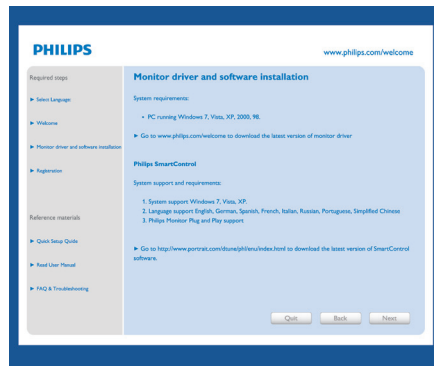 PHILIPS
www.philips.com/welcome
Required steps
Select Language
Welcome
Monitor driver and software installation
Registration
Reference materials
Quick Setup Guide
Read User Manual
FAQ & Troubleshooting
Monitor driver and software installation
System requirements:
• PC running Windows 7, Vista, XP, 2000, 98.
► Go to www.philips.com/welcome to download the latest version of monitor driver
Philips SmartControl
System support and requirements:
1. System support Windows 7, Vista, XP.
2. Language support English, German, Spanish, French, Italian, Russian, Portuguese, Simplified Chinese
3. Philips Monitor Plug and Play support
► Go to http://www.portrait.com/dtune/phl/enu/index.html to download the latest version of SmartControl
software.
Quit
Back
Next